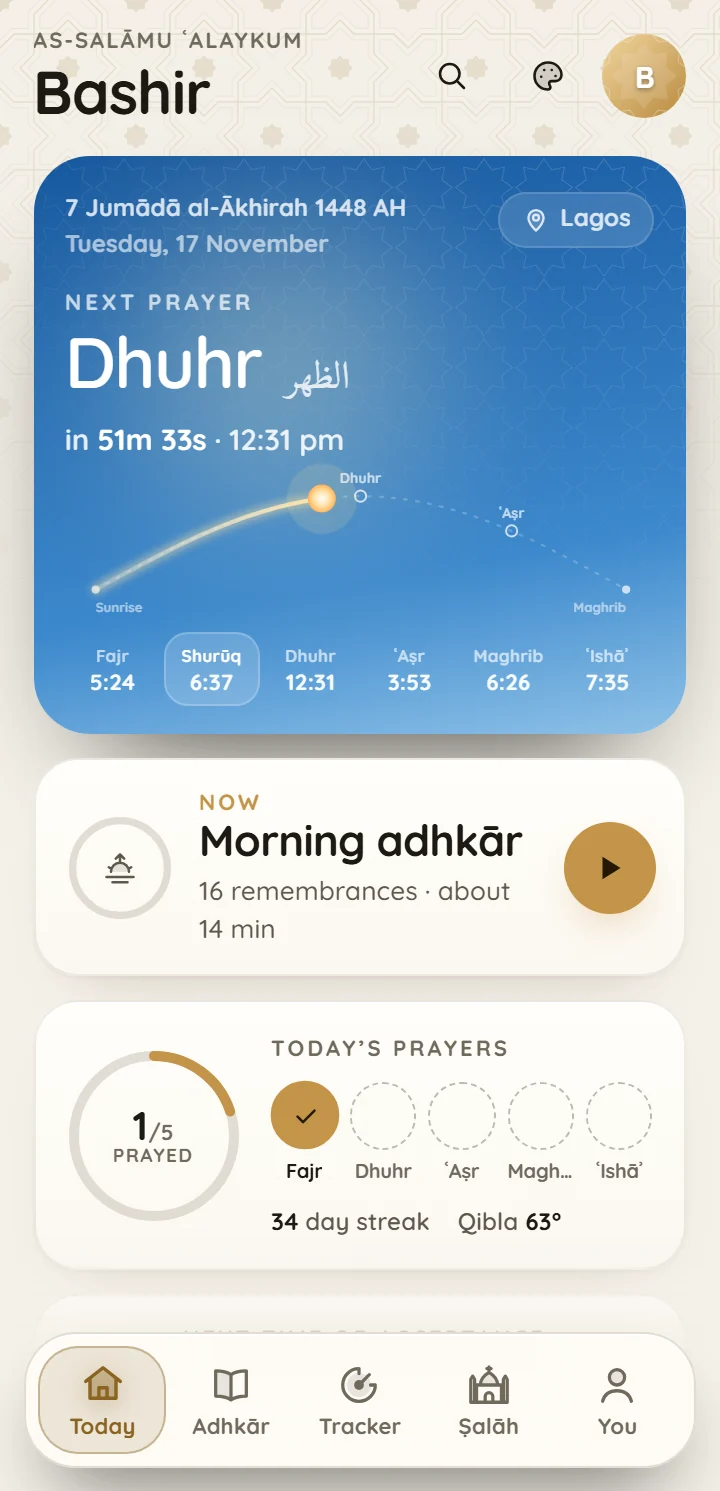 AS-SALĀMU ʿALAYKUM
Bashir
B
7 Jumādā al-Ākhirah 1448 AH
Tuesday, 17 November
Lagos
NEXT PRAYER
Dhuhr الظهر
in 51m 33s · 12:31 pm
Dhuhr
ʿAṣr
Sunrise
Maghrib
Fajr Shurūq Dhuhr ʿAṣr Maghrib ʿIshāʾ
5:24 6:37 12:31 3:53 6:26 7:35
NOW
Morning adhkār
16 remembrances · about
14 min
TODAY’S PRAYERS
1/5
PRAYED
Fajr Dhuhr ʿAṣr Magh… ʿIshāʾ
34 day streak Qibla 63°
Today Adhkār Tracker Ṣalāh You